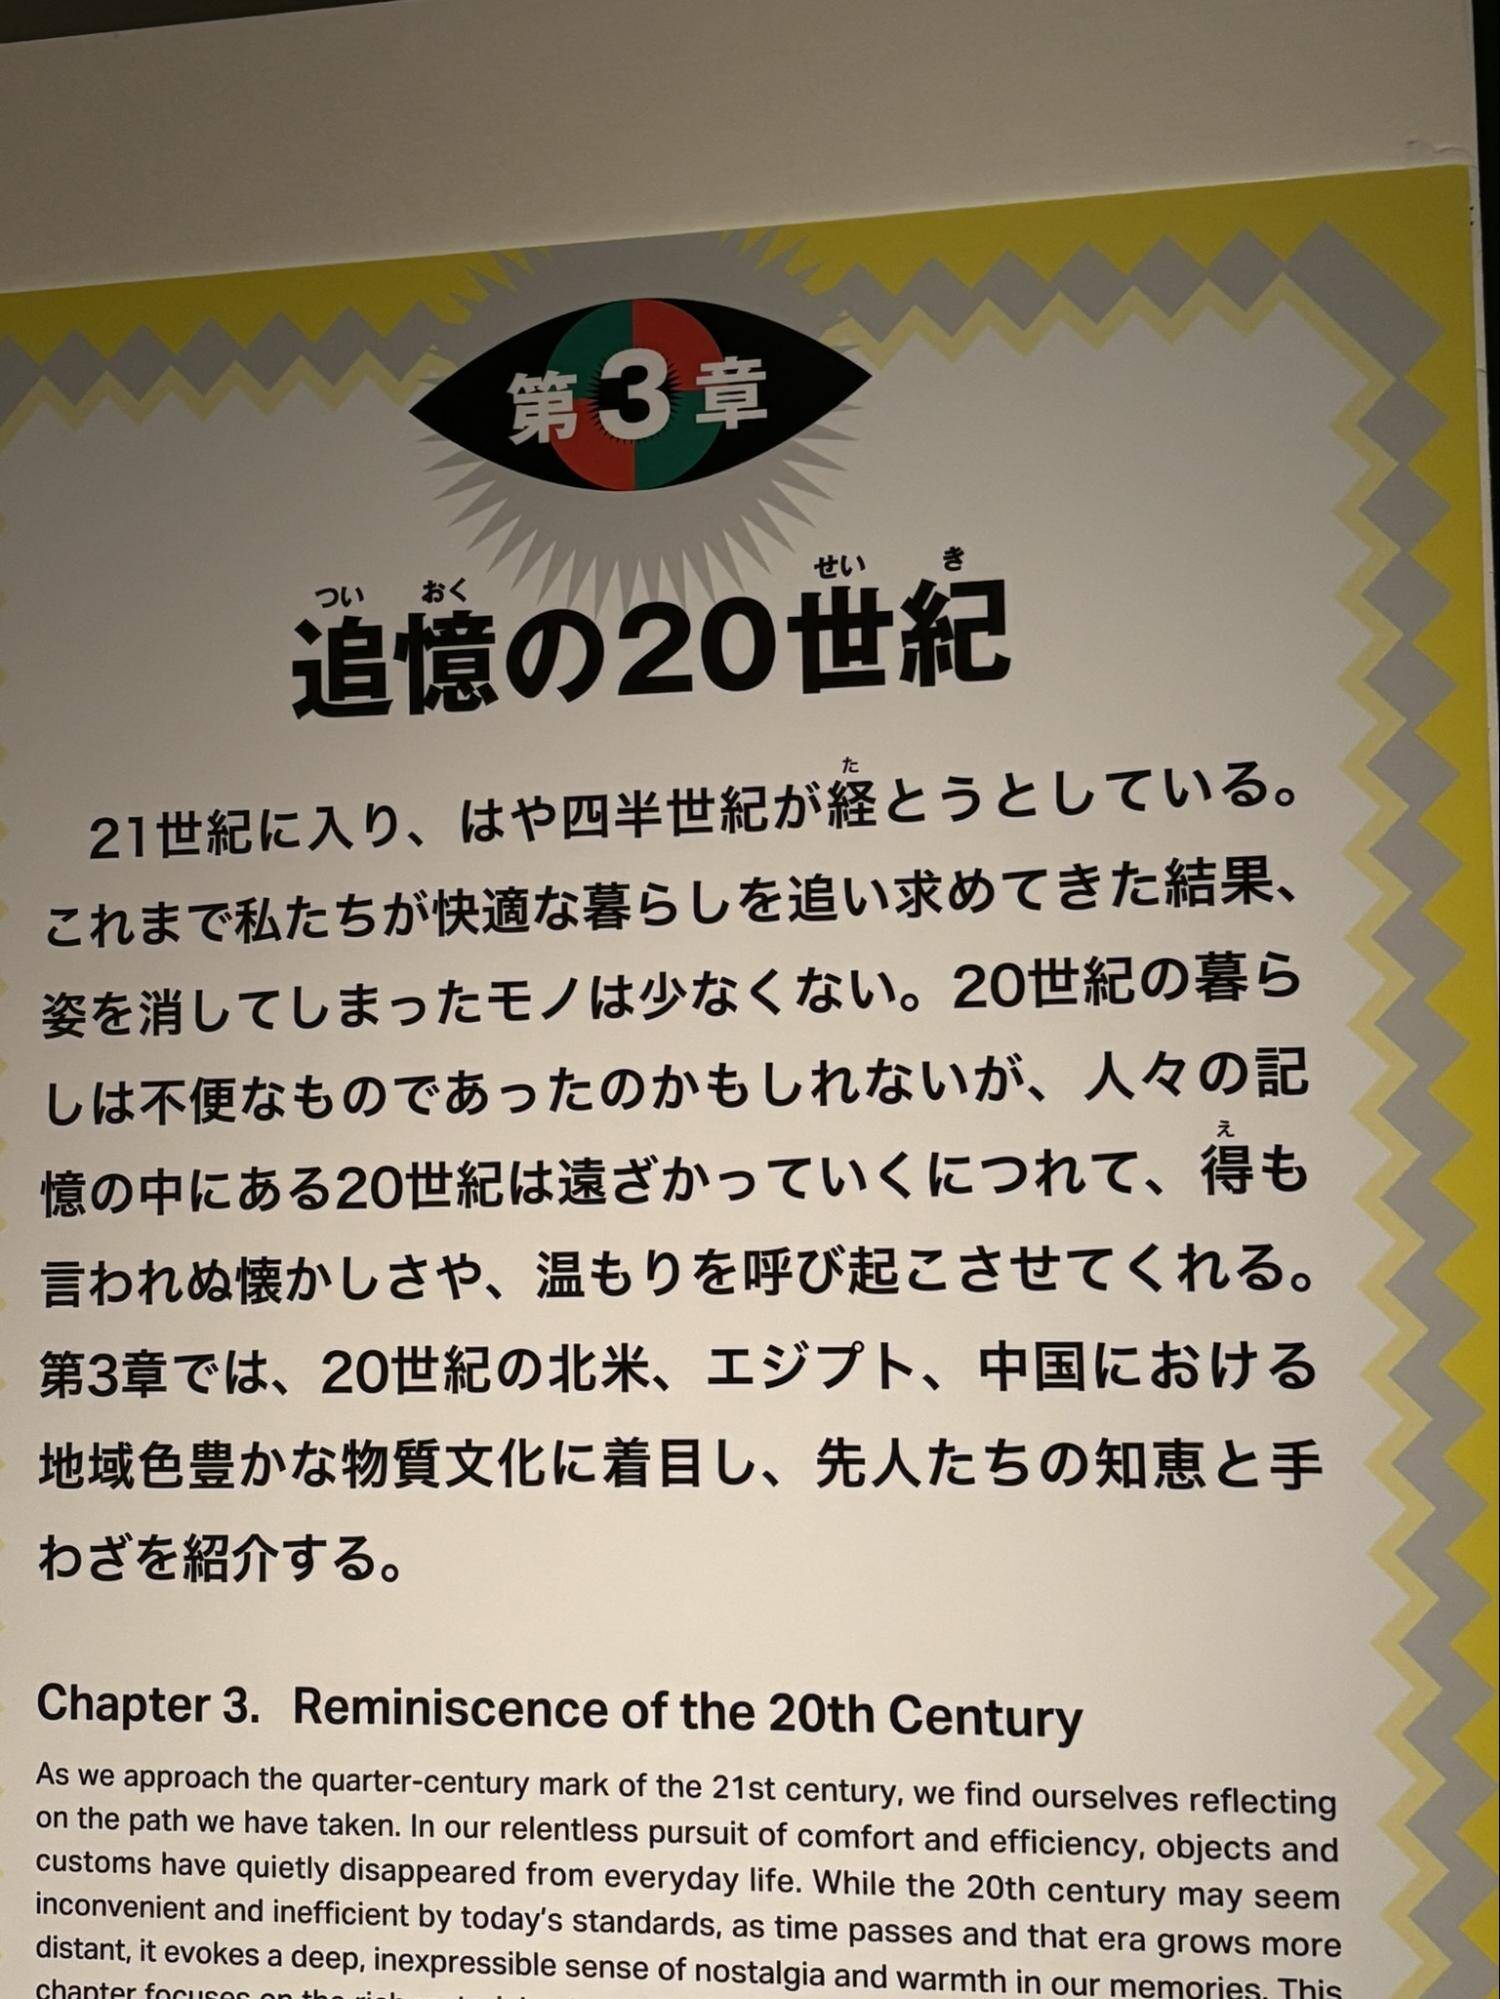 第3章
つい おく せい き
追憶の20世紀
た
21世紀に入り、はや四半世紀が経とうとしている。
これまで私たちが快適な暮らしを追い求めてきた結果、
姿を消してしまったモノは少なくない。20世紀の暮ら
しは不便なものであったのかもしれないが、人々の記
え
憶の中にある20世紀は遠ざかっていくにつれて、得も
言われぬ懐かしさや、温もりを呼び起こさせてくれる。
第3章では、20世紀の北米、エジプト、中国における
地域色豊かな物質文化に着目し、先人たちの知恵と手
わざを紹介する。
Chapter 3. Reminiscence of the 20th Century
As we approach the quarter-century mark of the 21st century, we find ourselves reflecting
on the path we have taken. In our relentless pursuit of comfort and efficiency, objects and
customs have quietly disappeared from everyday life. While the 20th century may seem
inconvenient and inefficient by today's standards, as time passes and that era grows more
distant, it evokes a deep, inexpressible sense of nostalgia and warmth in our memories. This
chapter focuses on the